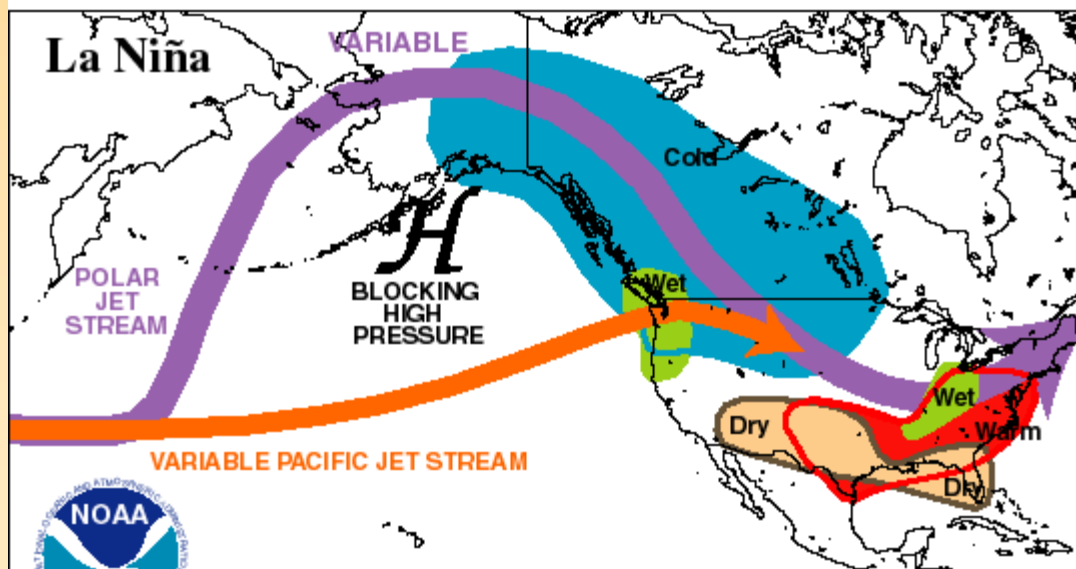 La Niña
VARIABLE
Cold
POLAR
JET
STREAM
H
BLOCKING
HIGH
PRESSURE
Wet
Wet
Dry
Warm
Dry
VARIABLE PACIFIC JET STREAM
NOAA